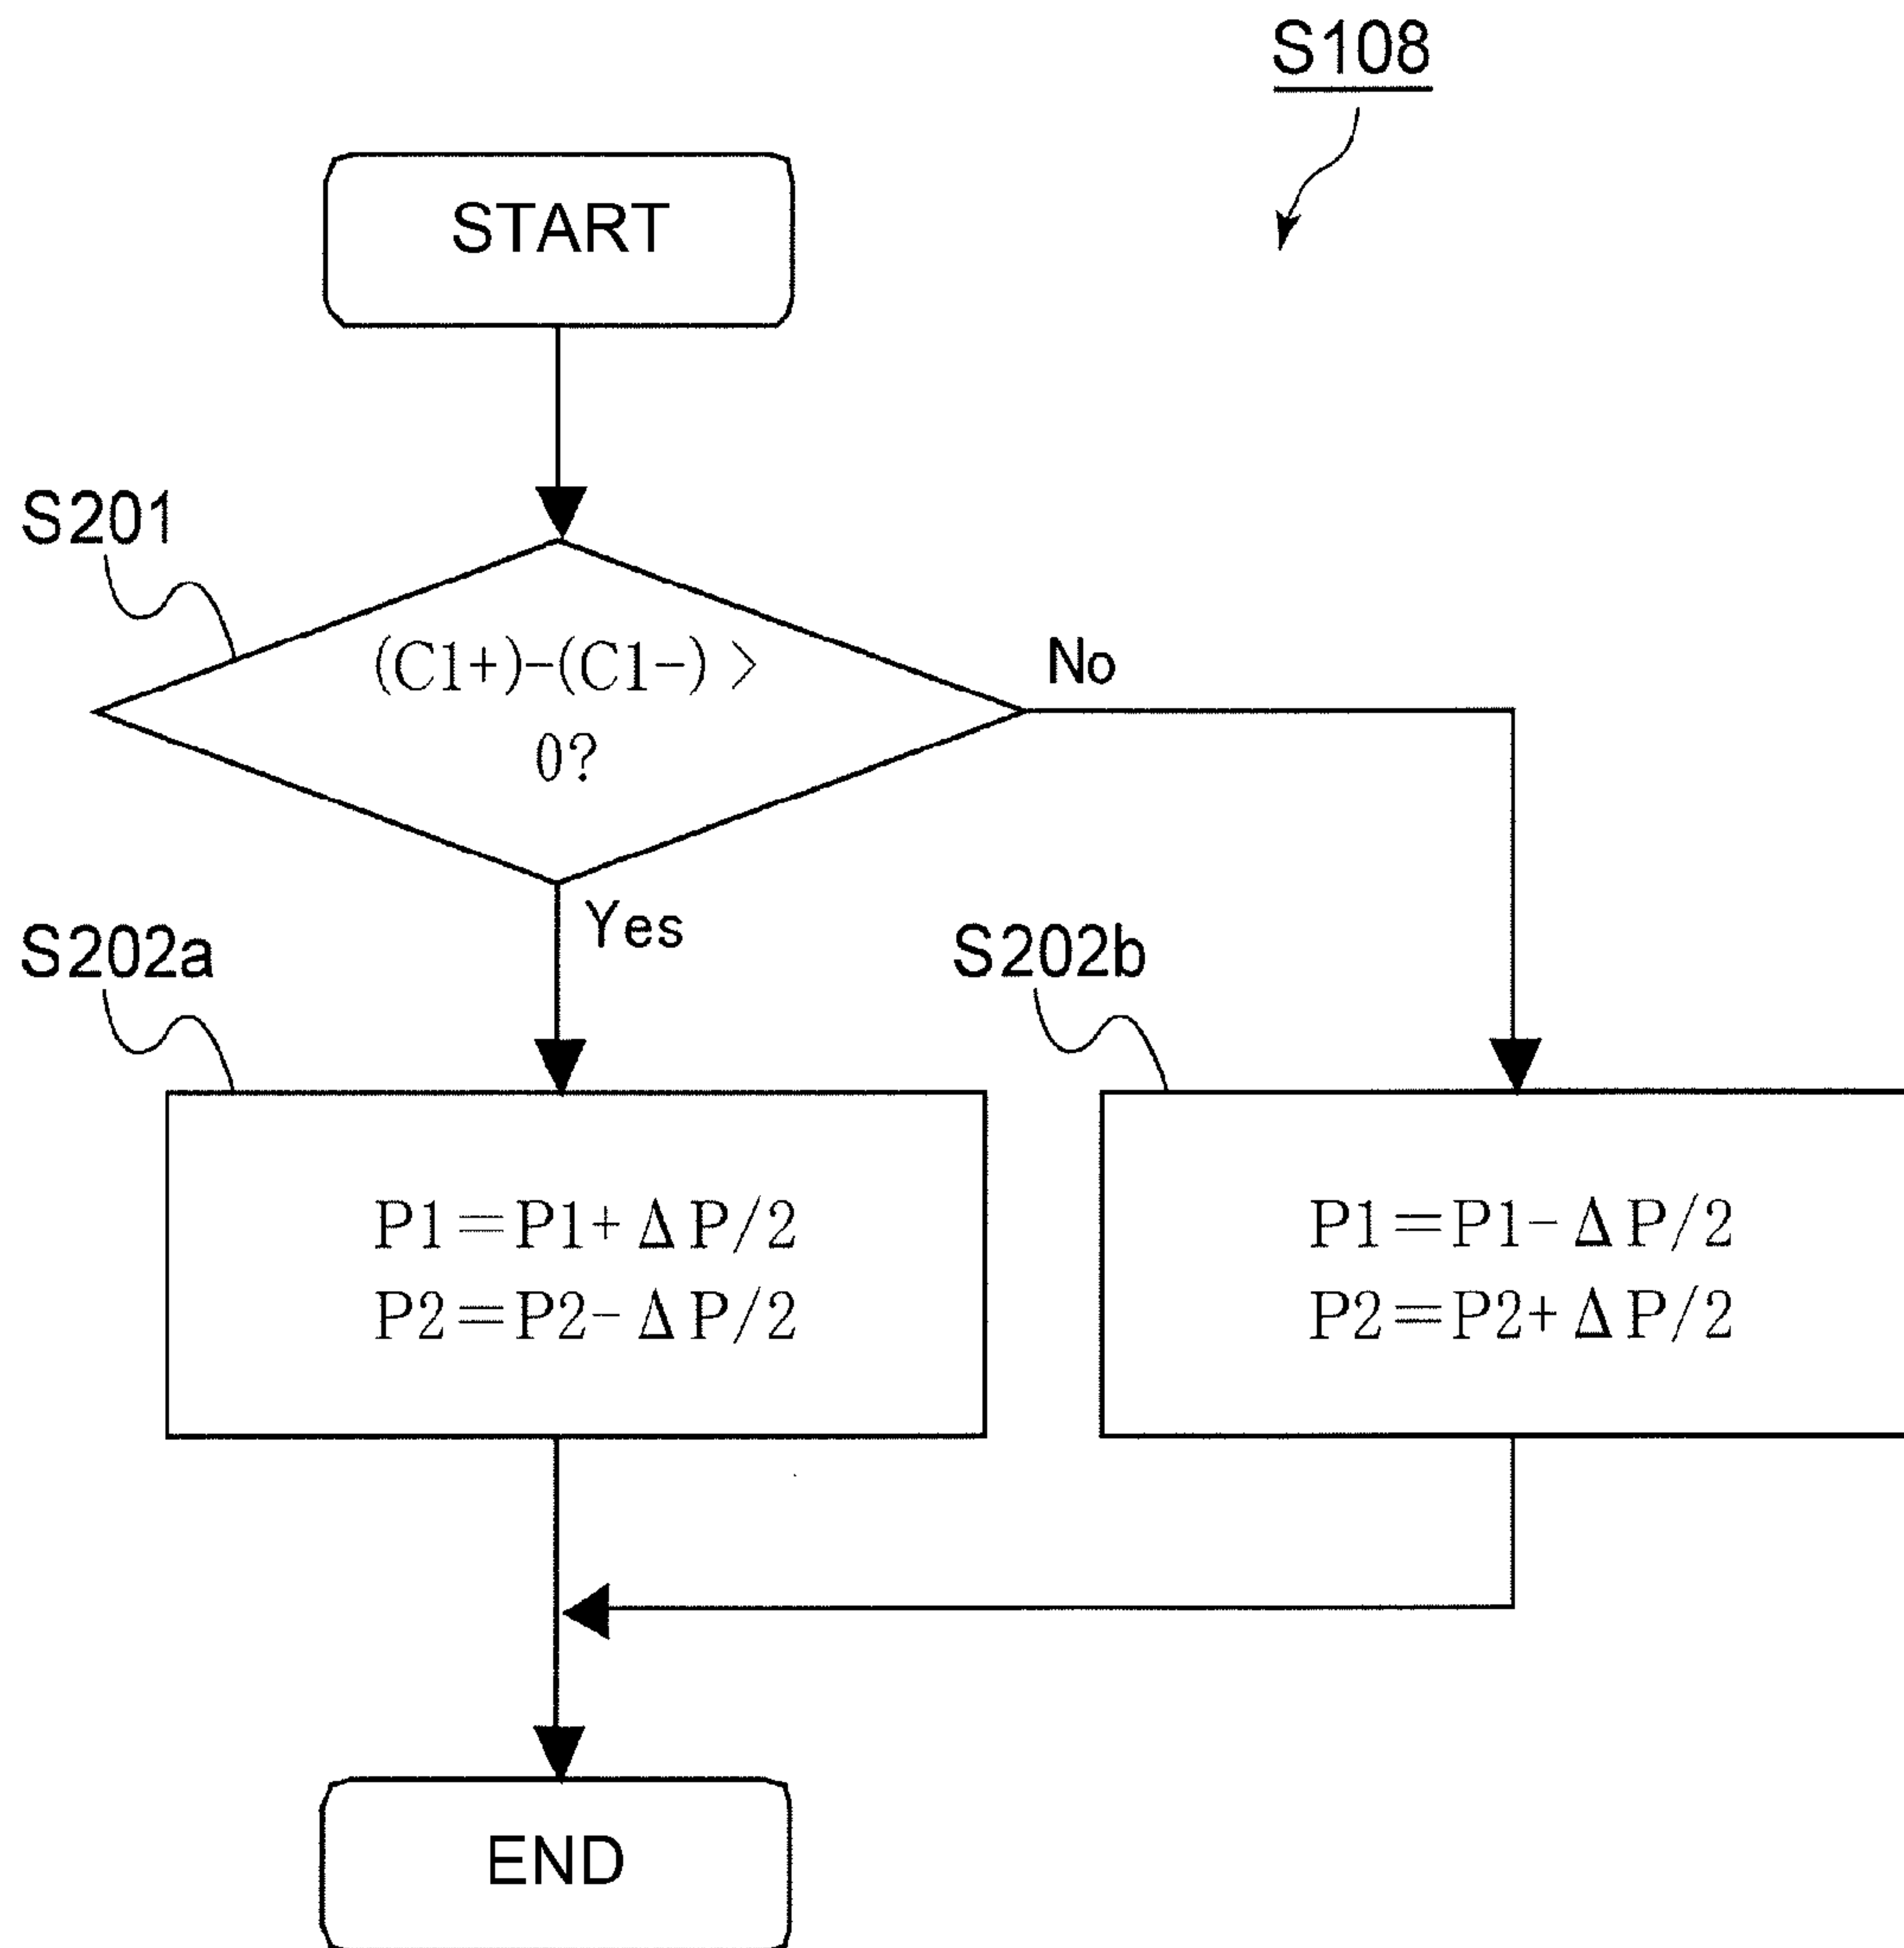 S108
START
S201
(C1+)-(C1-) >
0?
No
Yes
S202a
S202b
P1=P1+ΔP/2
P2=P2-ΔP/2
P1=P1-ΔP/2
P2=P2+ΔP/2
END